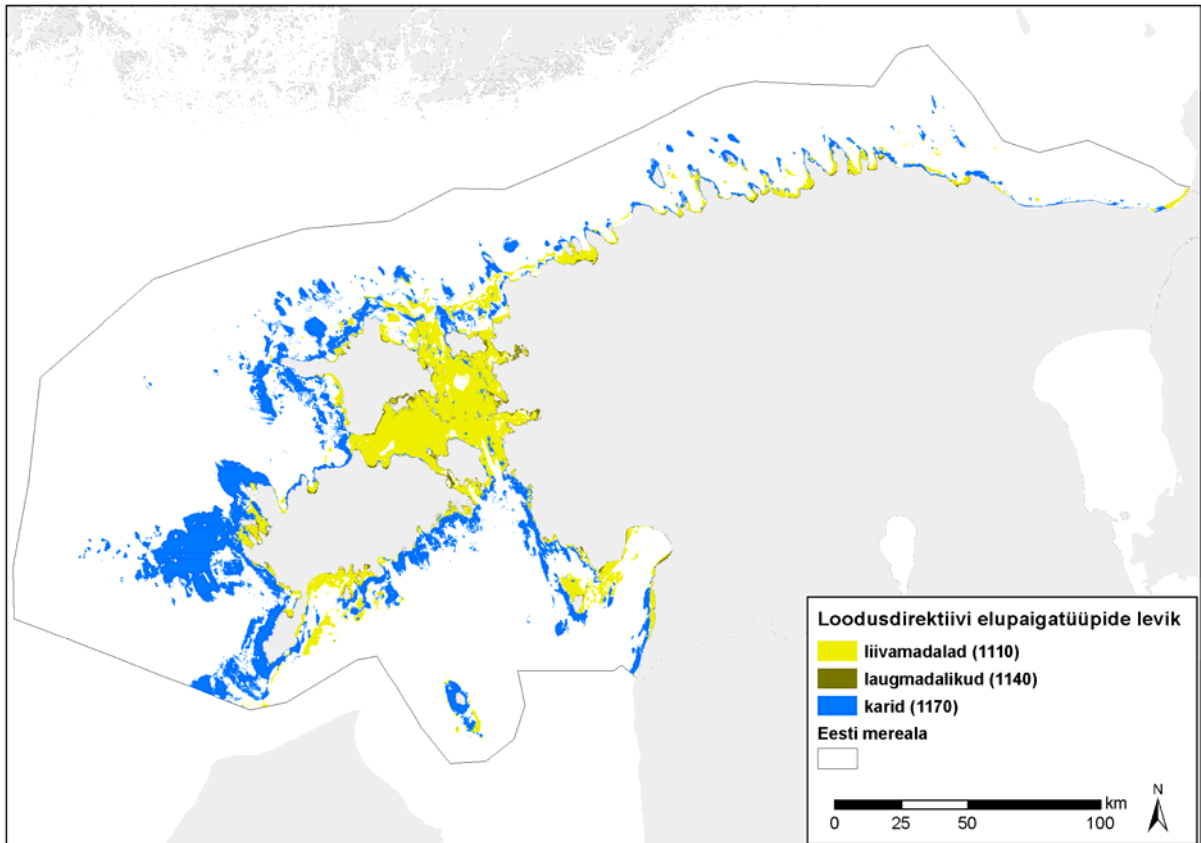 Loodusdirektiivi elupaigatüüpide levik
liivamadalad (1110)
laugmadalikud (1140)
karid (1170)
Eesti mereala
N
km
0 25 50 100